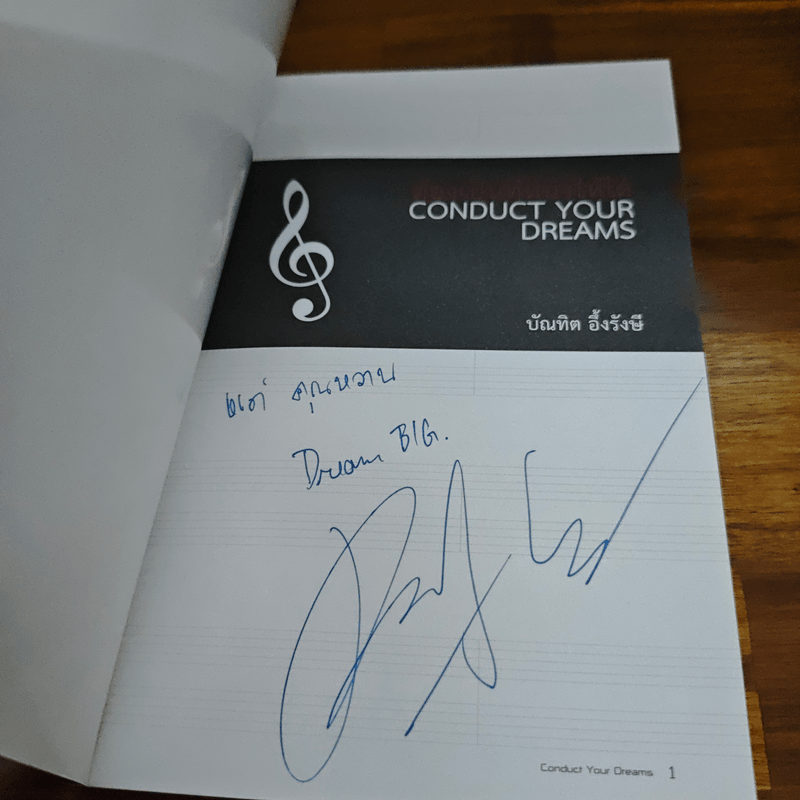 CONDUCT YOUR
DREAMS
บัณฑิต อึ้งรังษี
แด่ คุณหวาน
Dream BIG.
Conduct Your Dreams 1